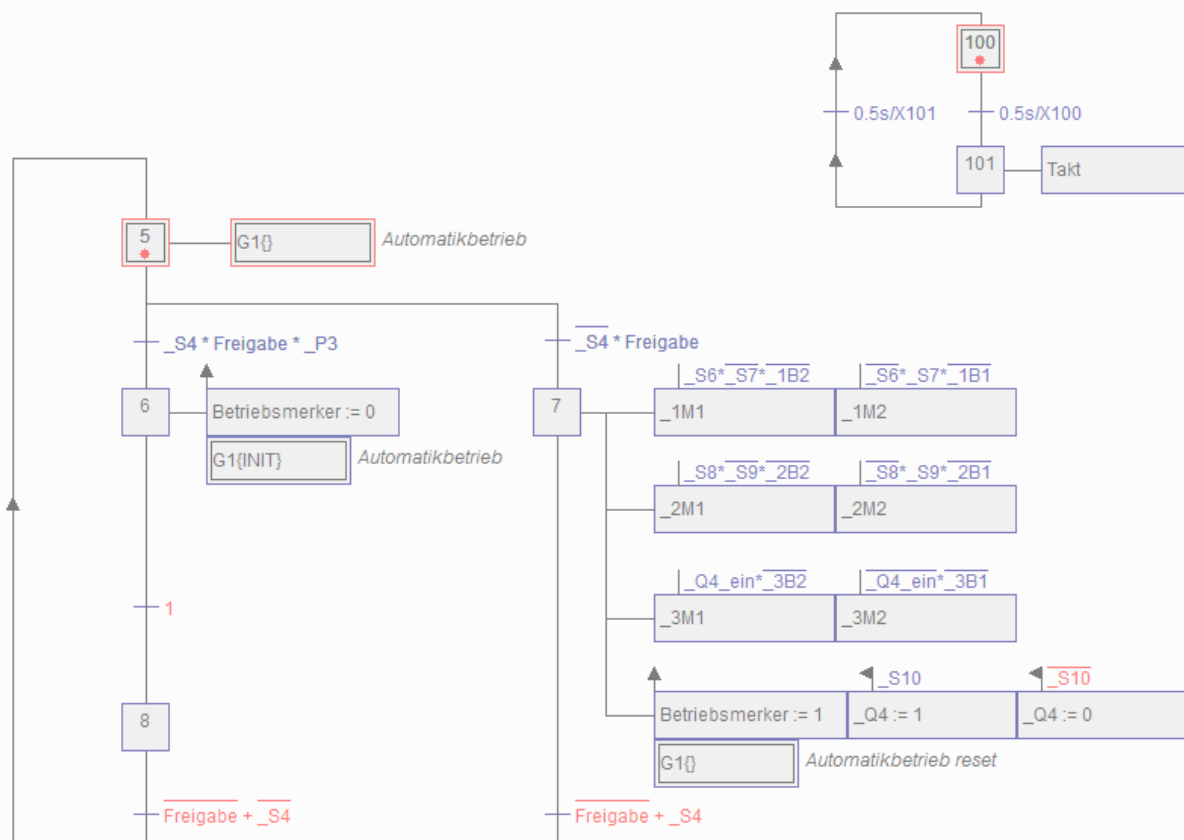 100
0.5s/X101
0.5s/X100
101
Takt
5
G1{}
Automatikbetrieb
_S4 * Freigabe * _P3
_S4 * Freigabe
_S6*_S7*_1B2
_S6*_S7*_1B1
6
Betriebsmerker := 0
7
_1M1
_1M2
G1{INIT}
Automatikbetrieb
_S8*_S9*_2B2
_S8*_S9*_2B1
_2M1
_2M2
_Q4_ein*_3B2
_Q4_ein*_3B1
1
_3M1
_3M2
_S10
_S10
8
Betriebsmerker := 1
_Q4 := 1
_Q4 := 0
G1{}
Automatikbetrieb reset
Freigabe + _S4
Freigabe + _S4